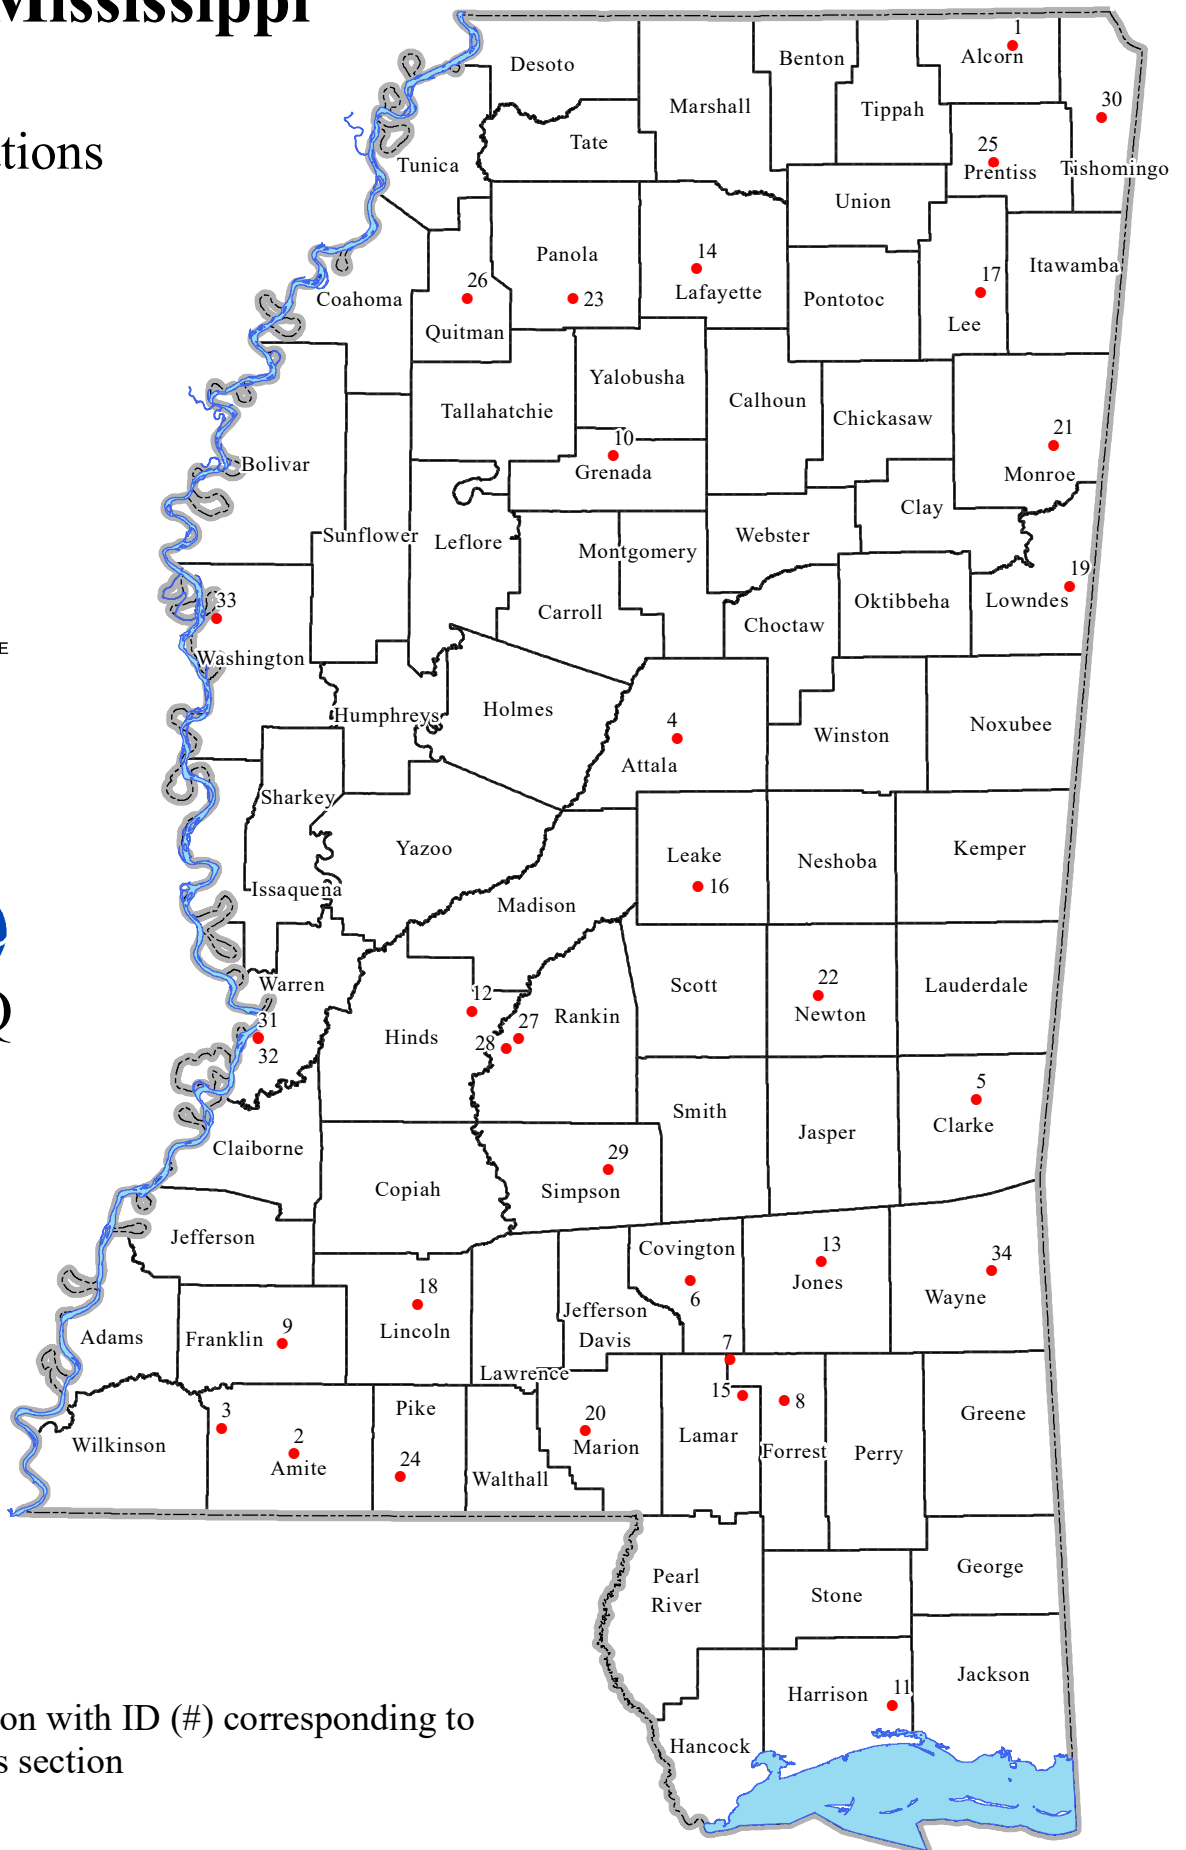 Mississippi
1
Desoto
Benton
Alcorn
Marshall
Tippah
30
tions
Tate
25
Tunica
Prentiss
Tishomingo
Union
Panola
14
Itawamba
26
17
Coahoma
23
Lafayette
Pontotoc
Quitman
Lee
Yalobusha
Tallahatchie
Calhoun
Chickasaw
21
10
Bolivar
Grenada
Monroe
Clay
Sunflower
Leflore
Montgomery
Webster
19
33
Carroll
Oktibbeha
Lowndes
Choctaw
E
Washington
Humphreys
Holmes
4
Winston
Noxubee
Attala
Sharkey
Yazoo
Leake
Neshoba
Kemper
Issaquena
16
Madison
Warren
12
Scott
22
Lauderdale
Q
31
Hinds
27
Rankin
Newton
28
32
5
Smith
Jasper
Clarke
Claiborne
29
Copiah
Simpson
Jefferson
Covington
13
34
18
6
Jones
Wayne
Adams
Franklin
9
Lincoln
Jefferson
Davis
7
Lawrence
15
3
Pike
20
8
Greene
Wilkinson
2
Marion
Lamar
Amite
24
Walthall
Forrest
Perry
Pearl
River
Stone
George
Jackson
Harrison
11
on with ID (#) corresponding to
Hancock
s section